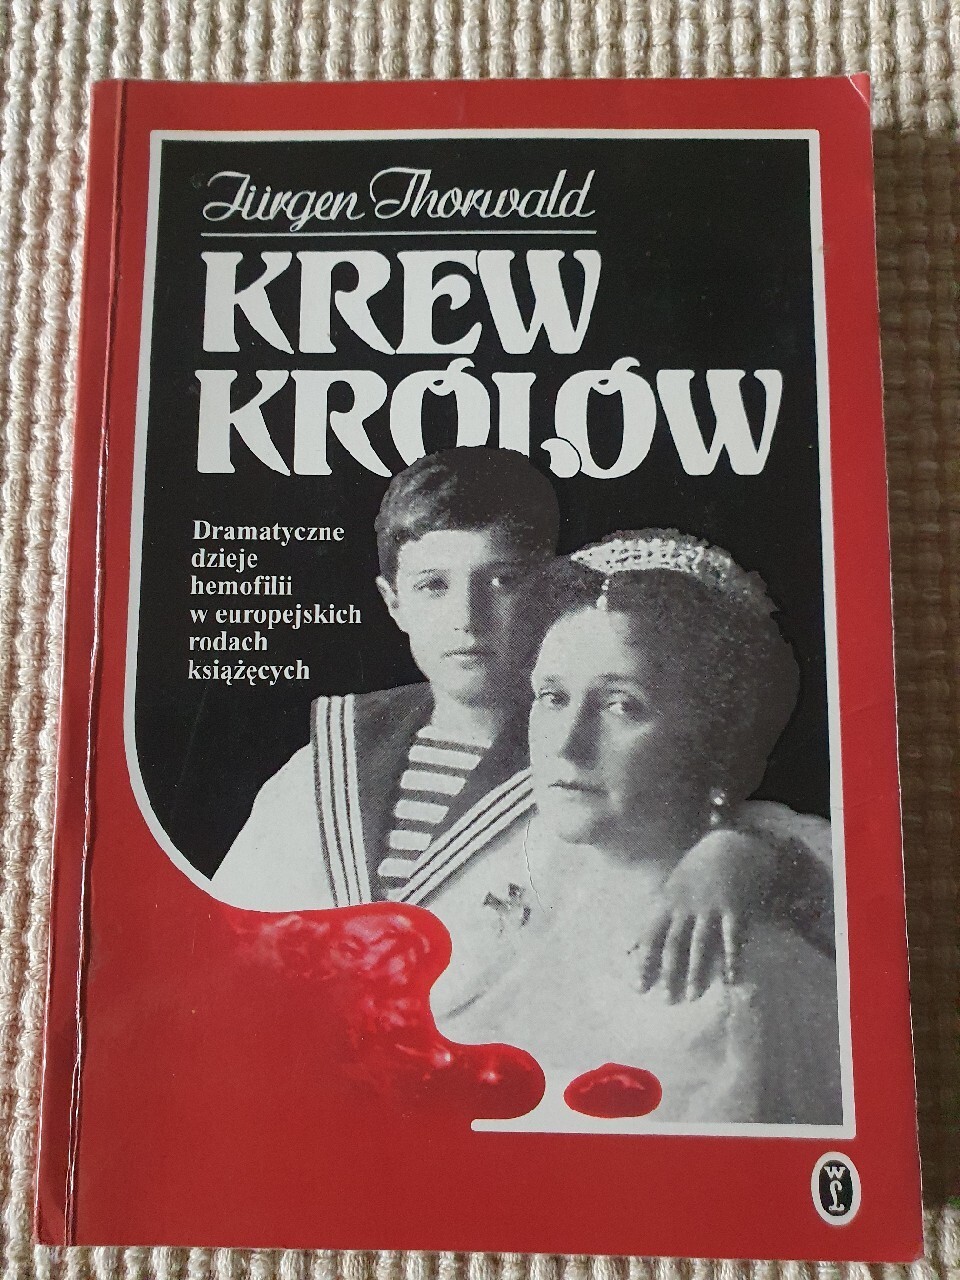 Jürgen Thorwald
KREW
KRÓLÓW
Dramatyczne
dzieje
hemofilii
w europejskich
rodach
książęcych
WL